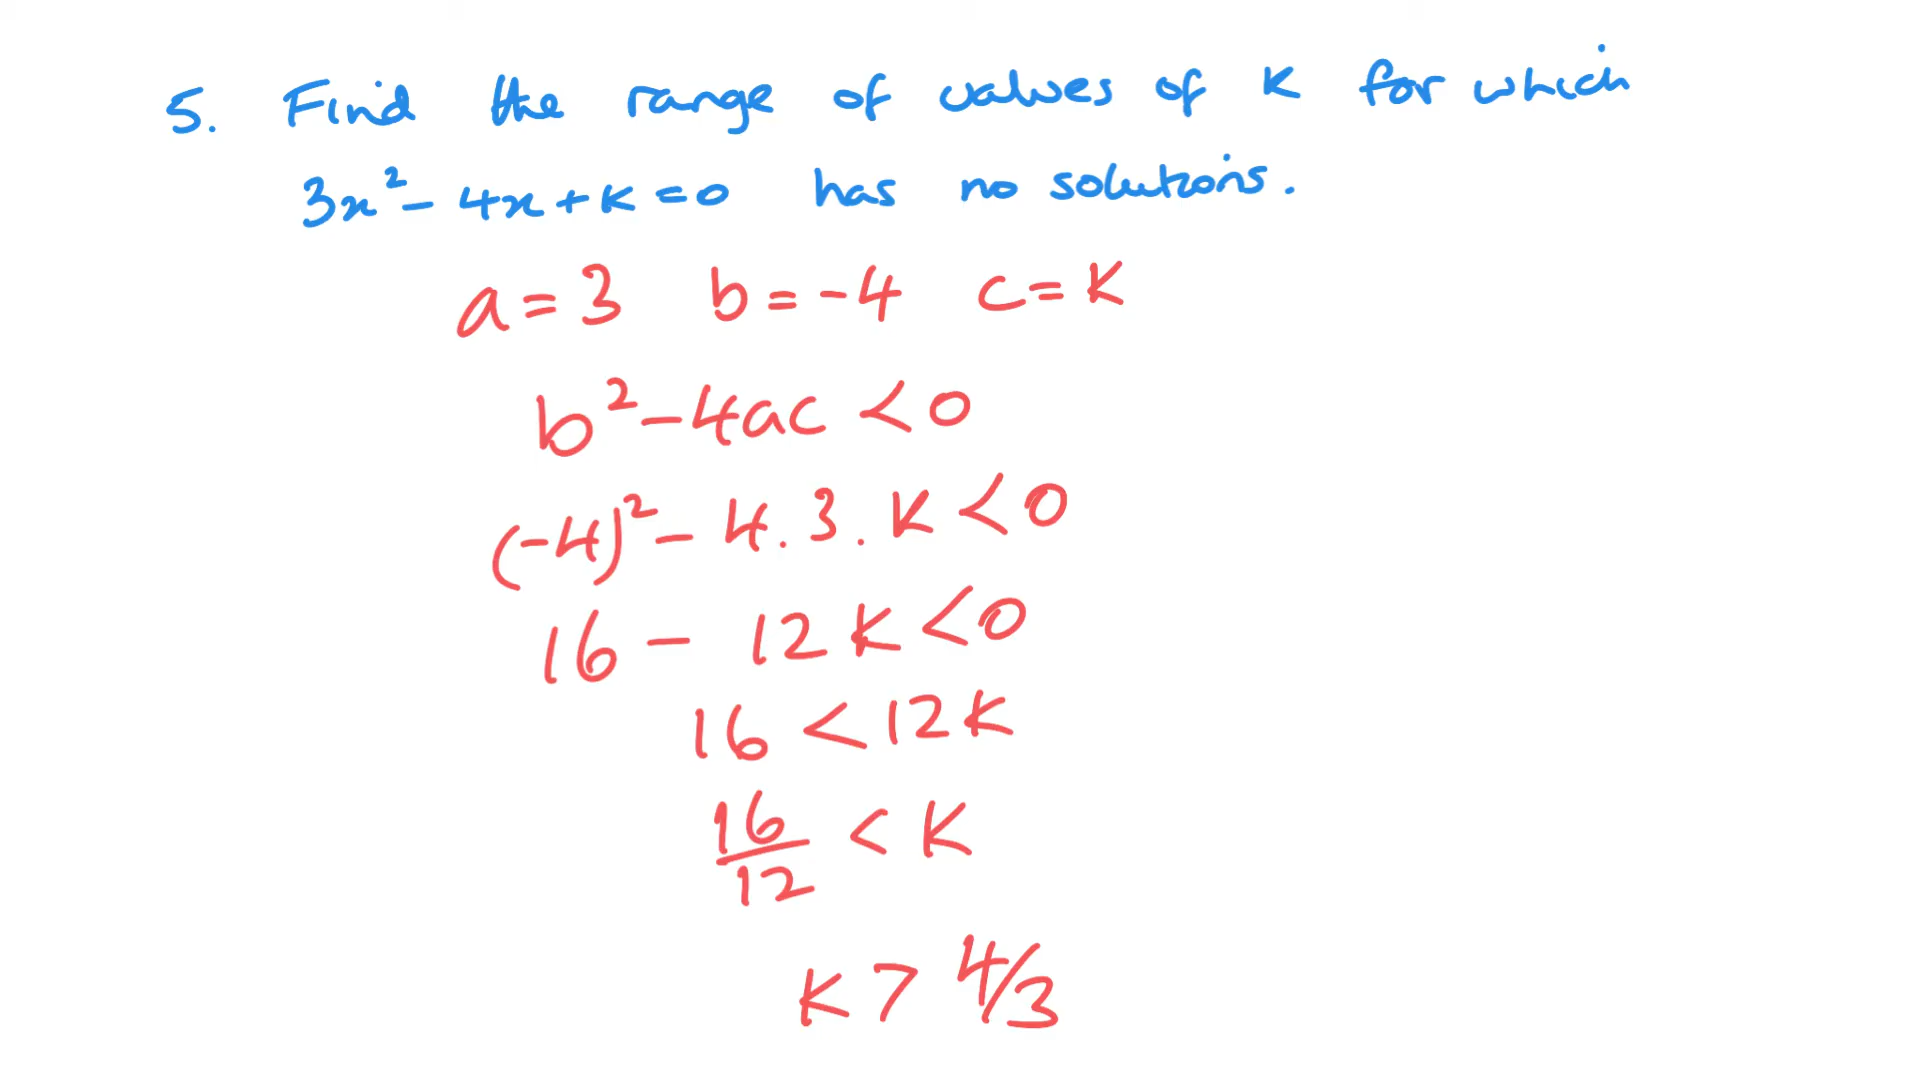 5. Find the range of values of k for which
3x² - 4x + k = 0 has no solutions.
a = 3 b = -4 c = k
b² - 4ac < 0
(-4)² - 4.3.k < 0
16 - 12k < 0
16 < 12k
16/12 < k
k > 4/3